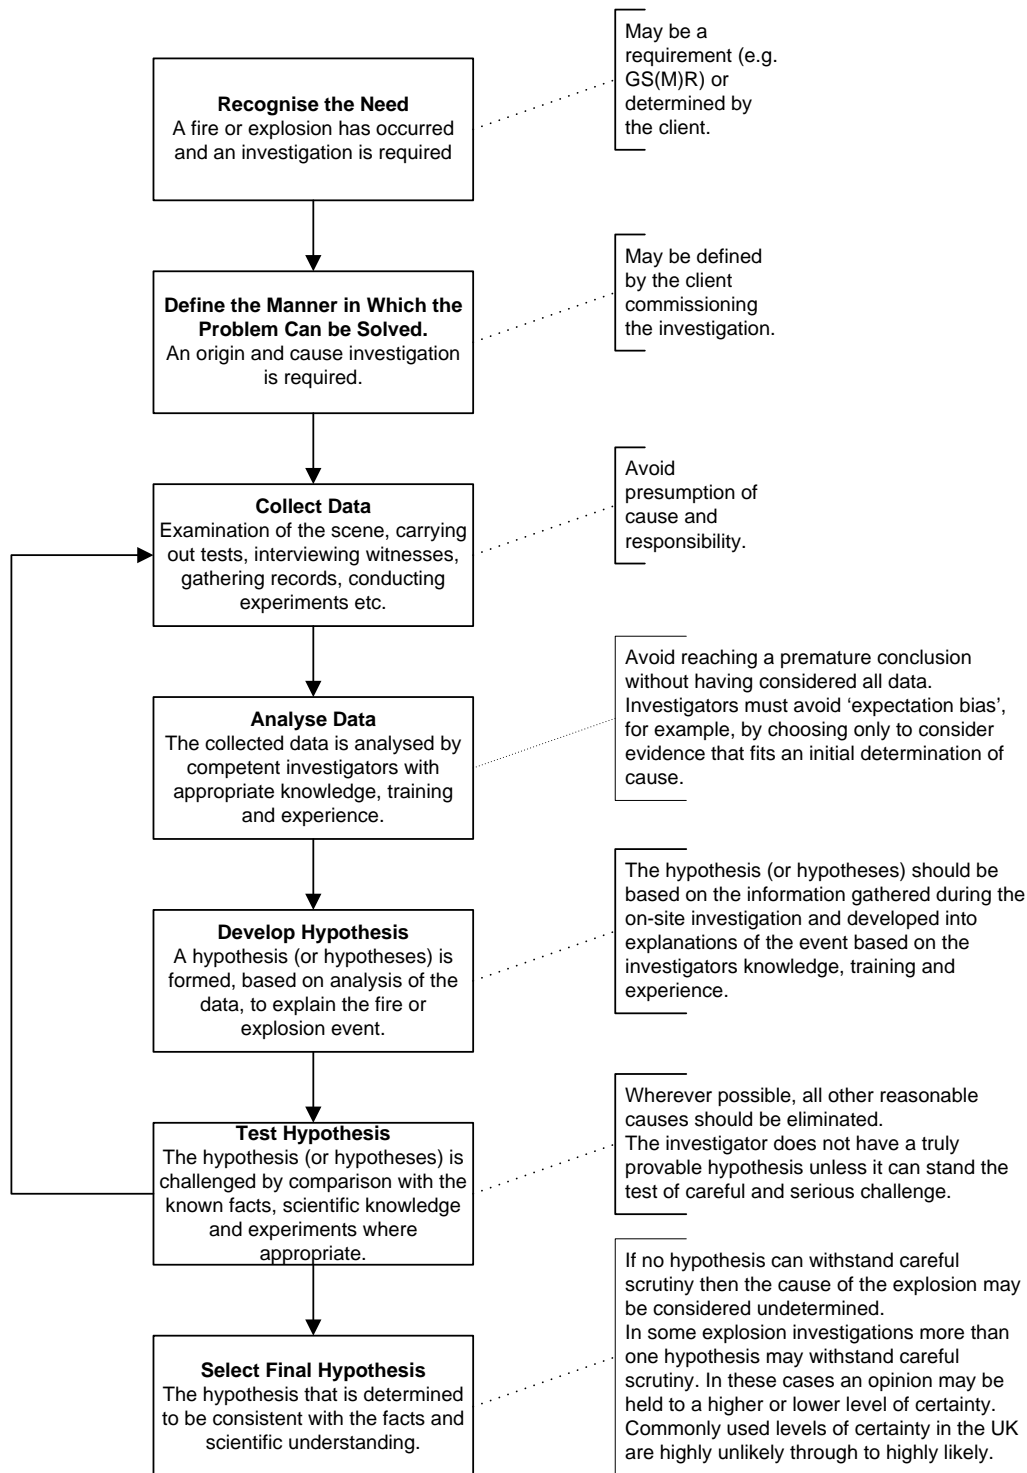 Recognise the Need
A fire or explosion has occurred
and an investigation is required
May be a
requirement (e.g.
GS(M)R) or
determined by
the client.
Define the Manner in Which the
Problem Can be Solved.
An origin and cause investigation
is required.
May be defined
by the client
commissioning
the investigation.
Collect Data
Examination of the scene, carrying
out tests, interviewing witnesses,
gathering records, conducting
experiments etc.
Avoid
presumption of
cause and
responsibility.
Analyse Data
The collected data is analysed by
competent investigators with
appropriate knowledge, training
and experience.
Avoid reaching a premature conclusion
without having considered all data.
Investigators must avoid ‘expectation bias’,
for example, by choosing only to consider
evidence that fits an initial determination of
cause.
Develop Hypothesis
A hypothesis (or hypotheses) is
formed, based on analysis of the
data, to explain the fire or
explosion event.
The hypothesis (or hypotheses) should be
based on the information gathered during the
on-site investigation and developed into
explanations of the event based on the
investigators knowledge, training and
experience.
Test Hypothesis
The hypothesis (or hypotheses) is
challenged by comparison with the
known facts, scientific knowledge
and experiments where
appropriate.
Wherever possible, all other reasonable
causes should be eliminated.
The investigator does not have a truly
provable hypothesis unless it can stand the
test of careful and serious challenge.
Select Final Hypothesis
The hypothesis that is determined
to be consistent with the facts and
scientific understanding.
If no hypothesis can withstand careful
scrutiny then the cause of the explosion may
be considered undetermined.
In some explosion investigations more than
one hypothesis may withstand careful
scrutiny. In these cases an opinion may be
held to a higher or lower level of certainty.
Commonly used levels of certainty in the UK
are highly unlikely through to highly likely.